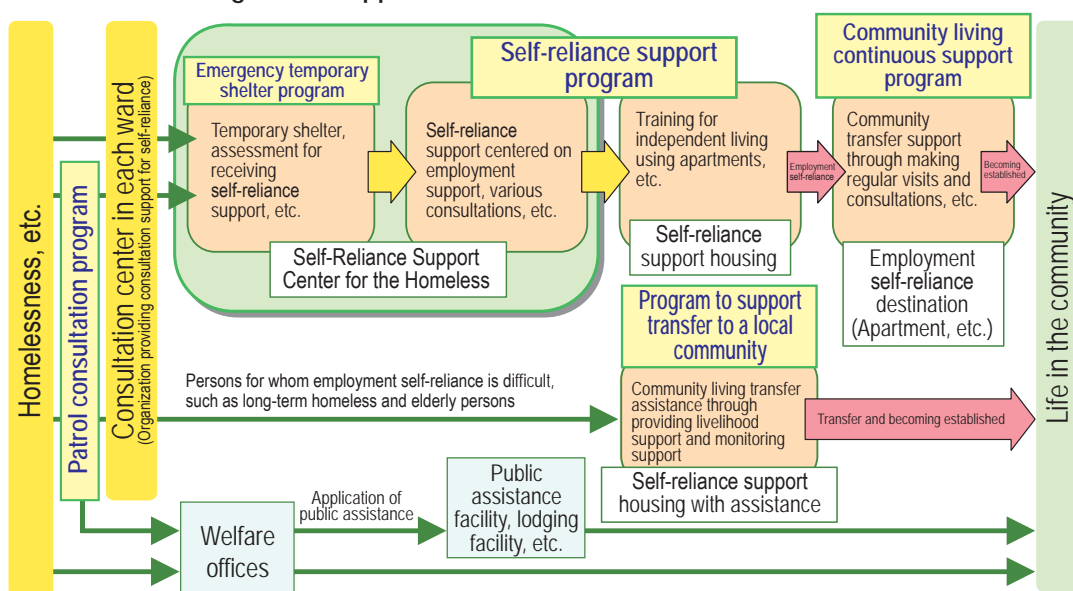 Self-reliance support
program
Community living
continuous support
program
Emergency temporary
shelter program
Temporary shelter,
assessment for
receiving
self-reliance
support, etc.
Self-reliance
support centered on
employment
support, various
consultations, etc.
Training for
independent living
using apartments,
etc.
Employment
self-reliance
Community
transfer support
through making
regular visits and
consultations, etc.
Becoming
established
Self-Reliance Support
Center for the Homeless
Self-reliance
support housing
Employment
self-reliance
destination
(Apartment, etc.)
Homelessness, etc.
Patrol consultation program
Consultation center in each ward
(Organization providing consultation support for self-reliance)
Life in the community
Program to support
transfer to a local
community
Persons for whom employment self-reliance is difficult,
such as long-term homeless and elderly persons
Community living transfer
assistance through
providing livelihood
support and monitoring
support
Transfer and becoming established
Self-reliance support
housing with assistance
Welfare
offices
Application of
public assistance
Public
assistance
facility, lodging
facility, etc.